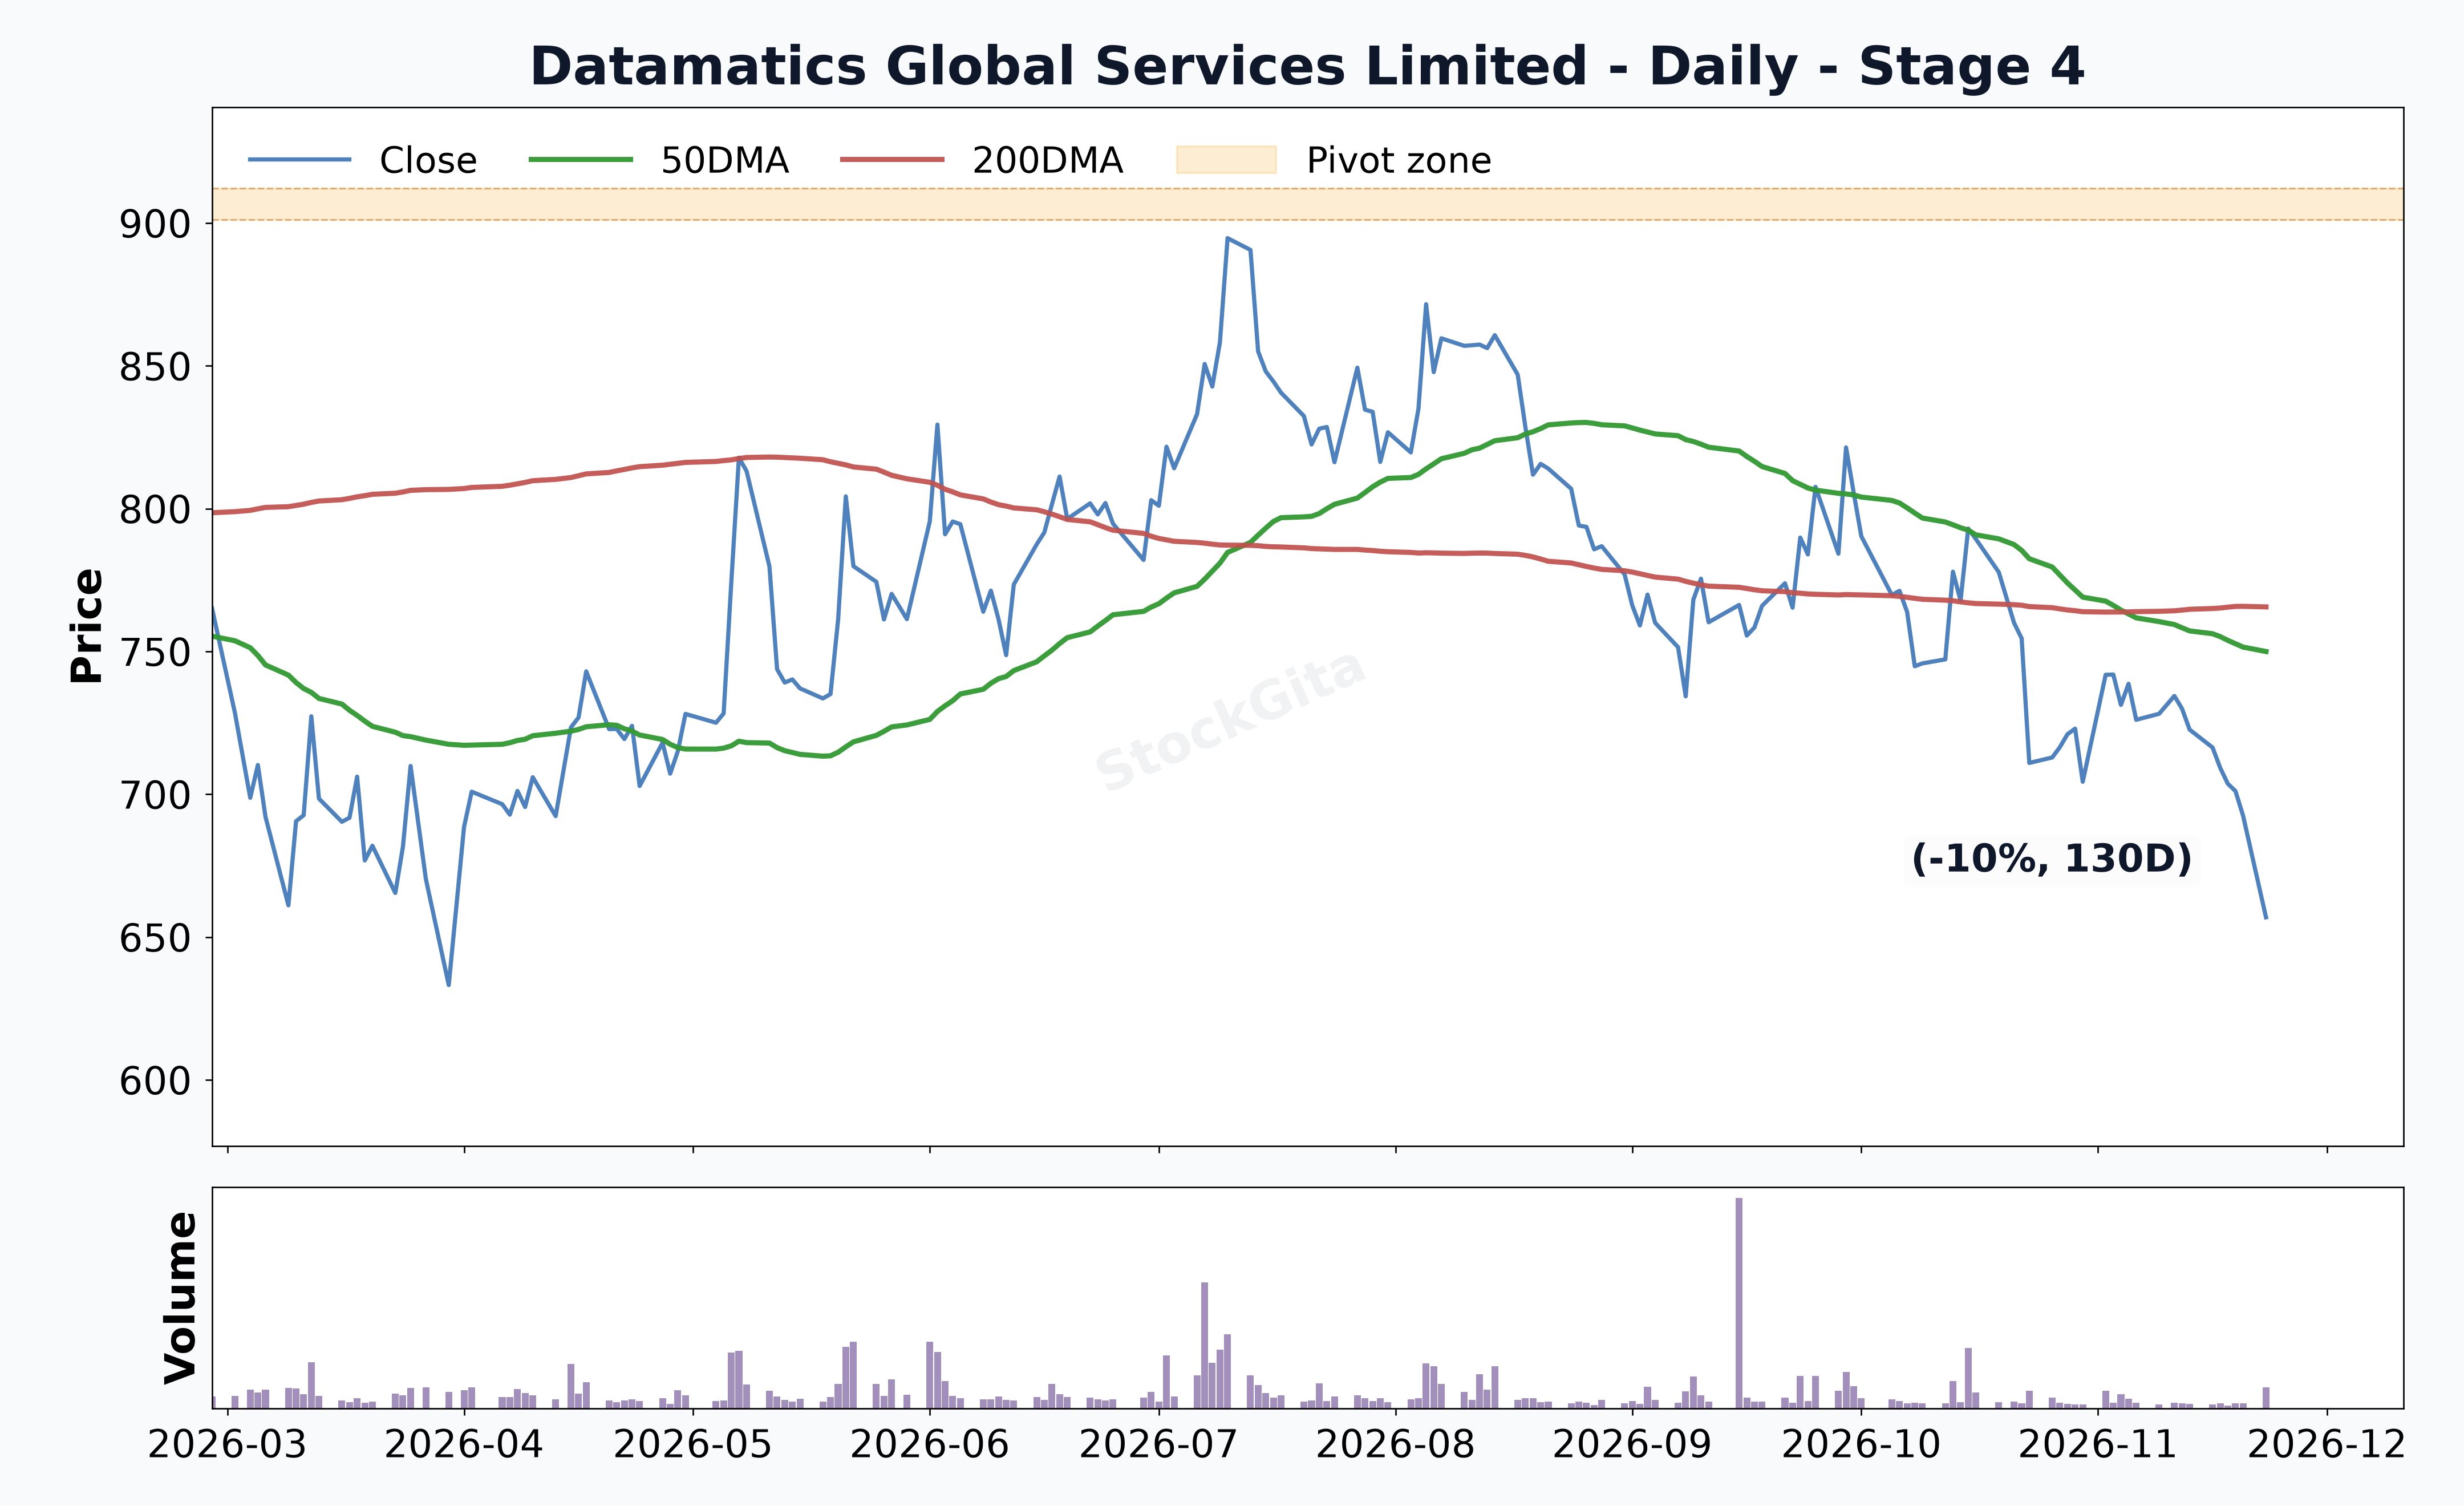 Datamatics Global Services Limited - Daily - Stage 4
Close 50DMA 200DMA Pivot zone
900
850
800
750
700
650
600
Price
StockGita
(-10%, 130D)
Volume
2026-03 2026-04 2026-05 2026-06 2026-07 2026-08 2026-09 2026-10 2026-11 2026-12